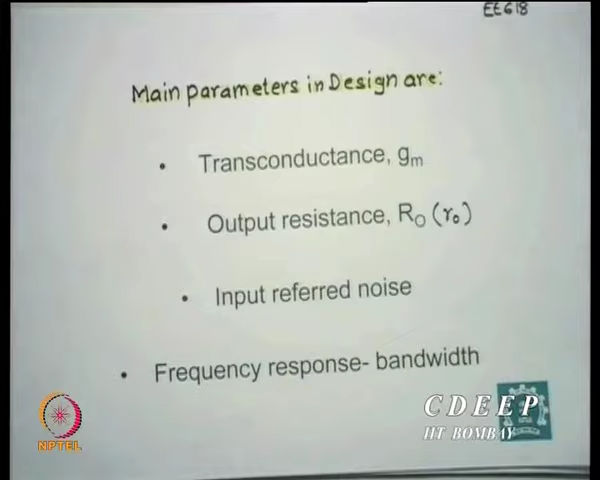 EE618
Main parameters in Design are:
• Transconductance, gm
• Output resistance, RO (ro)
• Input referred noise
• Frequency response- bandwidth
CDEEP
IIT BOMBAY
NPTEL